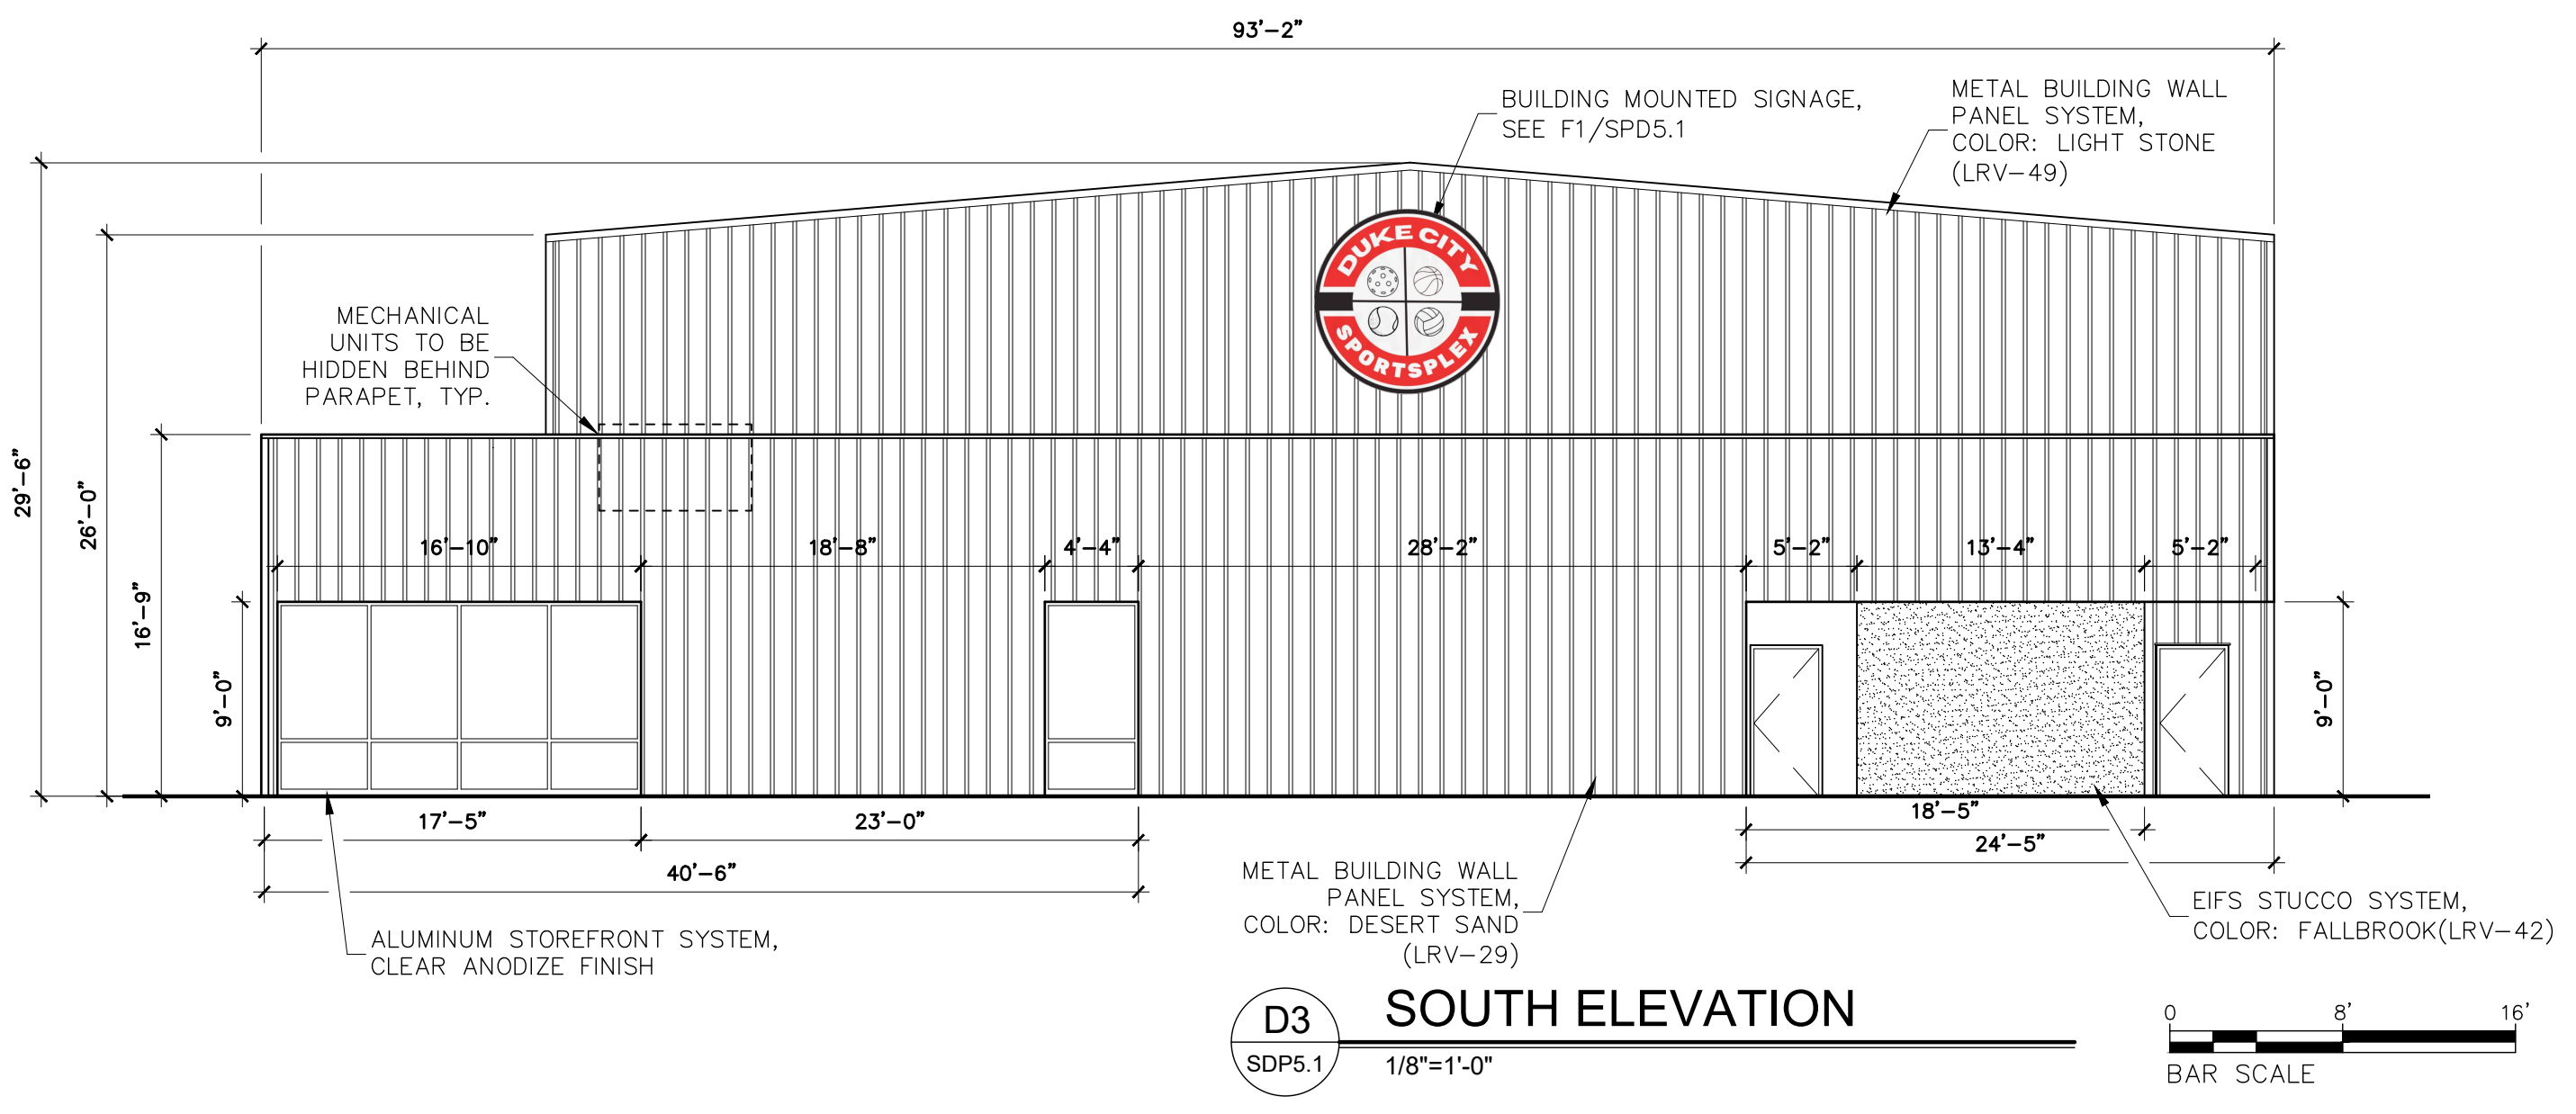 93'-2"
BUILDING MOUNTED SIGNAGE,
SEE F1/SPD5.1
METAL BUILDING WALL
PANEL SYSTEM,
COLOR: LIGHT STONE
(LRV-49)
DUKE CITY
SPORTSPLEX
MECHANICAL
UNITS TO BE
HIDDEN BEHIND
PARAPET, TYP.
29'-6"
26'-0"
16'-9"
9'-0"
16'-10"
18'-8"
4'-4"
28'-2"
5'-2"
13'-4"
5'-2"
9'-0"
17'-5"
23'-0"
40'-6"
18'-5"
24'-5"
METAL BUILDING WALL
PANEL SYSTEM,
COLOR: DESERT SAND
(LRV-29)
EIFS STUCCO SYSTEM,
COLOR: FALLBROOK(LRV-42)
ALUMINUM STOREFRONT SYSTEM,
CLEAR ANODIZE FINISH
D3
SDP5.1
SOUTH ELEVATION
1/8"=1'-0"
0 8' 16'
BAR SCALE